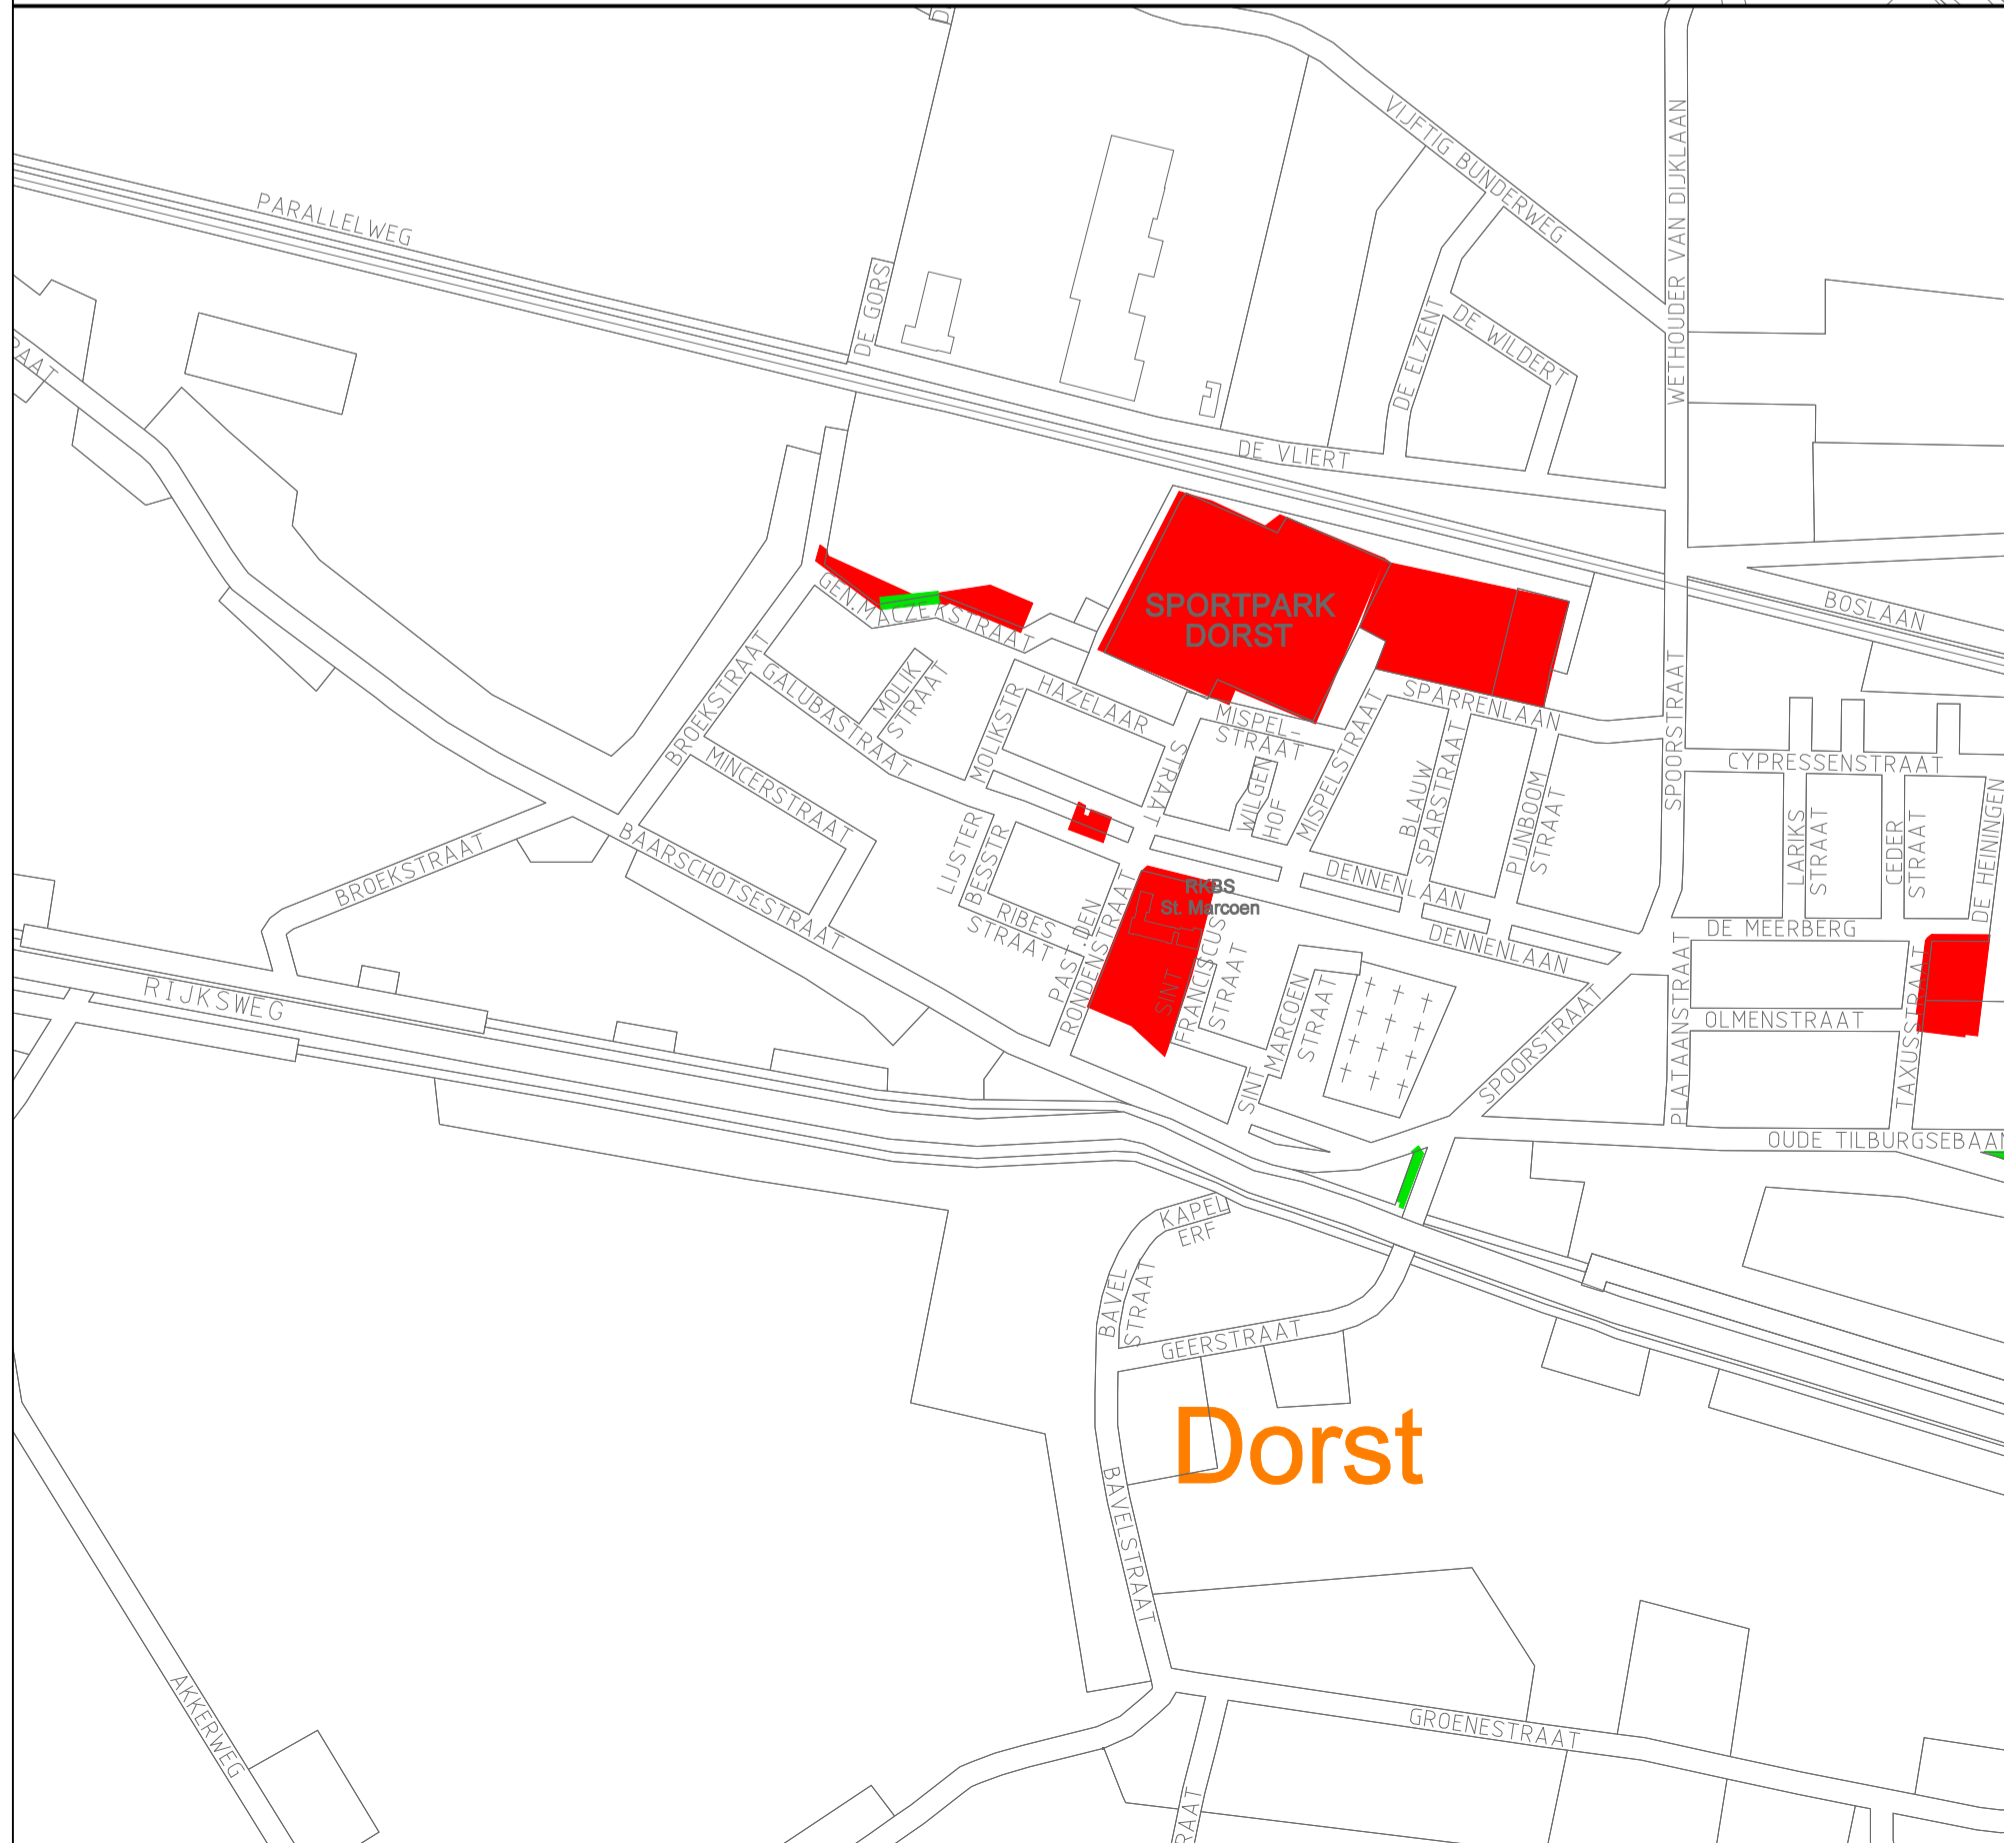 VIJFTIG BUNDERWEG
WETHOUDER VAN DIJKLAAN
PARALLELWEG
DE GORS
DE ELZENT
DE WILDERT
DE VLIERT
BOSLAAN
SPORTPARK
DORST
GEN.MACZEKSTRAAT
BROEKSTRAAT
GALUBASTRAAT
MOLIK
STRAAT
MOLIKSTR
HAZELAAR
STRAAT
MISPEL-
STRAAT
MISPELSTRAAT
SPARRENLAAN
SPOORSTRAAT
CYPRESSENSTRAAT
MINCERSTRAAT
WILGEN
HOF
BLAUW
SPARSTRAAT
PIJNBOOM
STRAAT
LARIKS
STRAAT
CEDER
STRAAT
DE HEININGEN
BROEKSTRAAT
BAARSCHOTSESTRAAT
LIJSTER
BESSTR
RIBES
STRAAT
PAST.DEN
RONDENSTRAAT
RKBS
St. Marcoen
DENNENLAAN
DENNENLAAN
DE MEERBERG
SINT
FRANCISCUS
STRAAT
SINT MARCOEN
STRAAT
RIJKSWEG
SPOORSTRAAT
PLATAANSTRAAT
OLMENSTRAAT
TAXUSSTRAAT
OUDE TILBURGSEBAAN
KAPEL
ERF
BAVEL
STRAAT
GEERSTRAAT
Dorst
BAVELSTRAAT
GROENESTRAAT
AKKERWEG
RAAT
RAAT